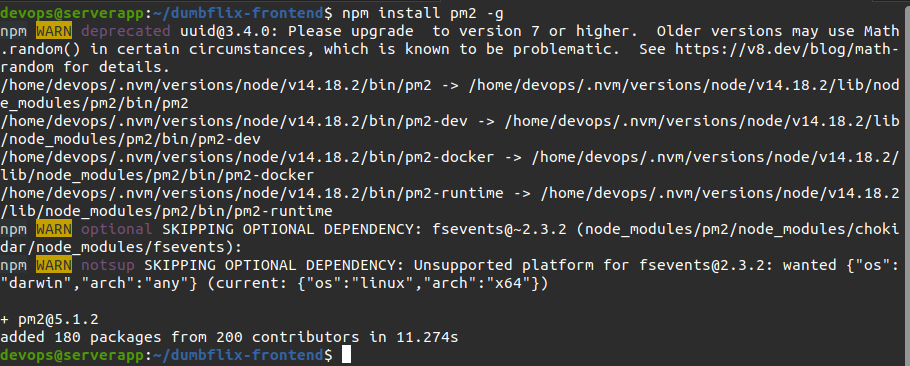 devops@serverapp:~/dumbflix-frontend$ npm install pm2 -g
npm WARN deprecated uuid@3.4.0: Please upgrade  to version 7 or higher.  Older versions may use Math
.random() in certain circumstances, which is known to be problematic.  See https://v8.dev/blog/math-
random for details.
/home/devops/.nvm/versions/node/v14.18.2/bin/pm2 -> /home/devops/.nvm/versions/node/v14.18.2/lib/nod
e_modules/pm2/bin/pm2
/home/devops/.nvm/versions/node/v14.18.2/bin/pm2-dev -> /home/devops/.nvm/versions/node/v14.18.2/lib
/node_modules/pm2/bin/pm2-dev
/home/devops/.nvm/versions/node/v14.18.2/bin/pm2-docker -> /home/devops/.nvm/versions/node/v14.18.2/
lib/node_modules/pm2/bin/pm2-docker
/home/devops/.nvm/versions/node/v14.18.2/bin/pm2-runtime -> /home/devops/.nvm/versions/node/v14.18.2
/lib/node_modules/pm2/bin/pm2-runtime
npm WARN optional SKIPPING OPTIONAL DEPENDENCY: fsevents@~2.3.2 (node_modules/pm2/node_modules/choki
dar/node_modules/fsevents):
npm WARN notsup SKIPPING OPTIONAL DEPENDENCY: Unsupported platform for fsevents@2.3.2: wanted {"os":
"darwin","arch":"any"} (current: {"os":"linux","arch":"x64"})
+ pm2@5.1.2
added 180 packages from 200 contributors in 11.274s
devops@serverapp:~/dumbflix-frontend$